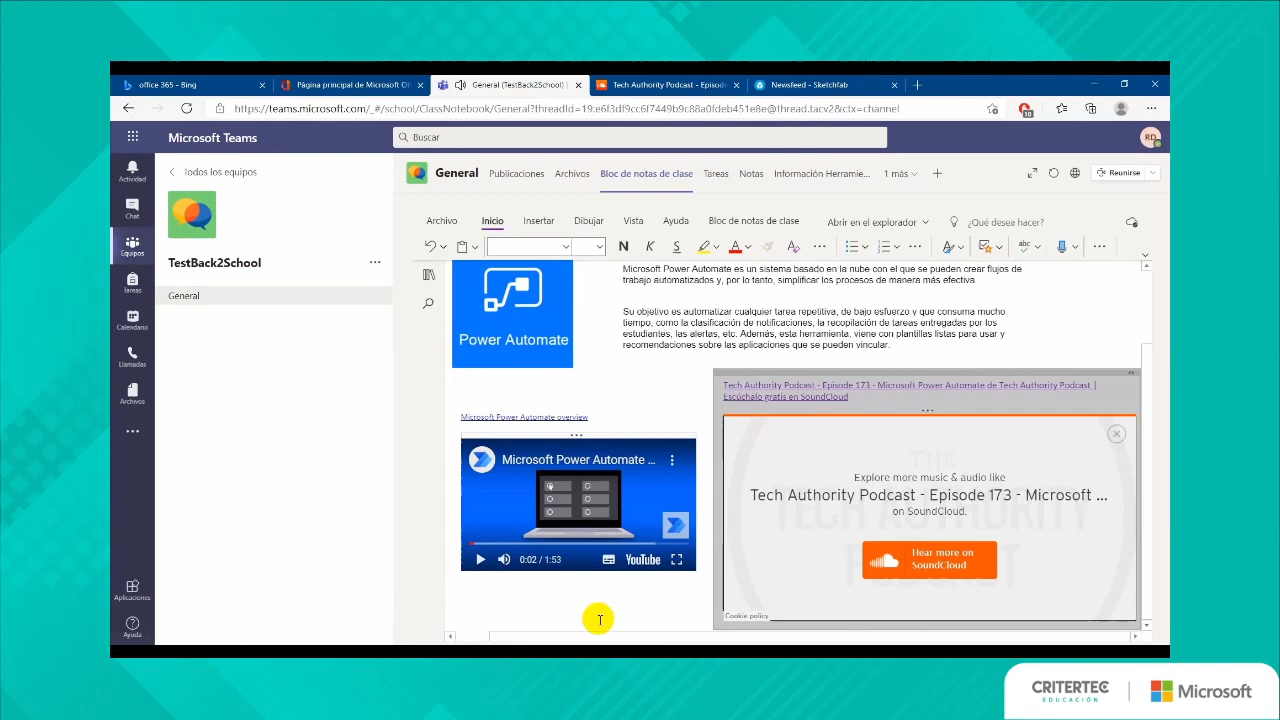 office 365 - Bing
Página principal de Microsoft Of
General (TestBack2School) |
Tech Authority Podcast - Episode
Newsfeed - Sketchfab
https://teams.microsoft.com/_#/school/ClassNotebook/General?threadId=19:e6f3df9cc6f7449b9c88a0fdeb451e8e@thread.tacv2&ctx=channel
10
Microsoft Teams
Buscar
RD
Actividad
Chat
Equipos
Tareas
Calendario
Llamadas
Archivos
Aplicaciones
Ayuda
Todos los equipos
TestBack2School
General
General
Publicaciones
Archivos
Bloc de notas de clase
Tareas
Notas
Información Herramie...
1 más
Reunirse
Archivo
Inicio
Insertar
Dibujar
Vista
Ayuda
Bloc de notas de clase
Abrir en el explorador
¿Qué desea hacer?
N
K
S
Power Automate
Microsoft Power Automate es un sistema basado en la nube con el que se pueden crear flujos de
trabajo automatizados y, por lo tanto, simplificar los procesos de manera más efectiva.
Su objetivo es automatizar cualquier tarea repetitiva, de bajo esfuerzo y que consuma mucho
tiempo, como la clasificación de notificaciones, la recopilación de tareas entregadas por los
estudiantes, las alertas, etc. Además, esta herramienta, viene con plantillas listas para usar y
recomendaciones sobre las aplicaciones que se pueden vincular.
Microsoft Power Automate overview
Microsoft Power Automate ...
0:02 / 1:53
YouTube
Tech Authority Podcast - Episode 173 - Microsoft Power Automate de Tech Authority Podcast |
Escúchalo gratis en SoundCloud
Explore more music & audio like
Tech Authority Podcast - Episode 173 - Microsoft ...
on SoundCloud.
Hear more on
SoundCloud
THE
TECH AUTHORITY
PODCAST
Cookie policy
CRITERTEC
EDUCACIÓN
Microsoft